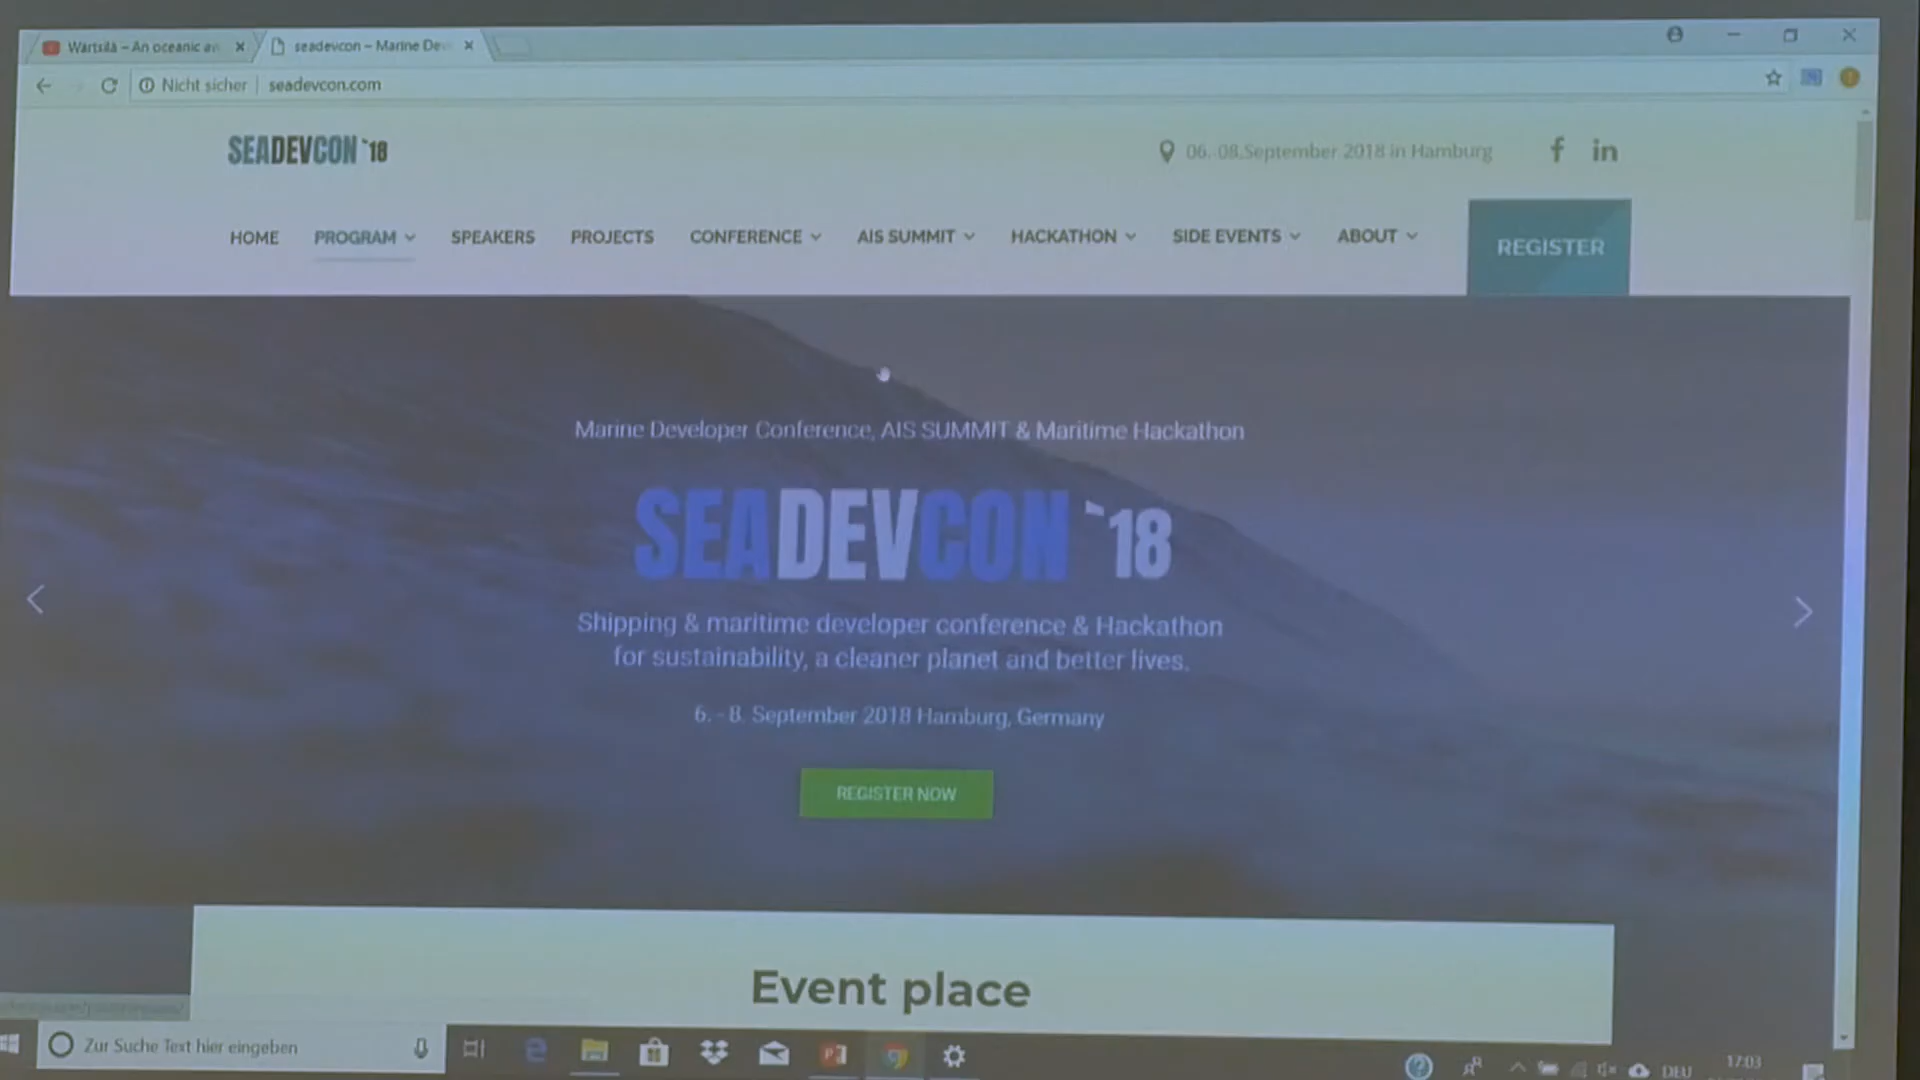 Wärtsilä – An oceanic aw
seadevcon – Marine Dev
Nicht sicher
seadevcon.com
SEADEVCON `18
06.-08.September 2018 in Hamburg
HOME
PROGRAM
SPEAKERS
PROJECTS
CONFERENCE
AIS SUMMIT
HACKATHON
SIDE EVENTS
ABOUT
REGISTER
Marine Developer Conference, AIS SUMMIT & Maritime Hackathon
SEADEVCON `18
Shipping & maritime developer conference & Hackathon
for sustainability, a cleaner planet and better lives.
6. - 8. September 2018 Hamburg, Germany
REGISTER NOW
Event place
Zur Suche Text hier eingeben
DEU
17:03